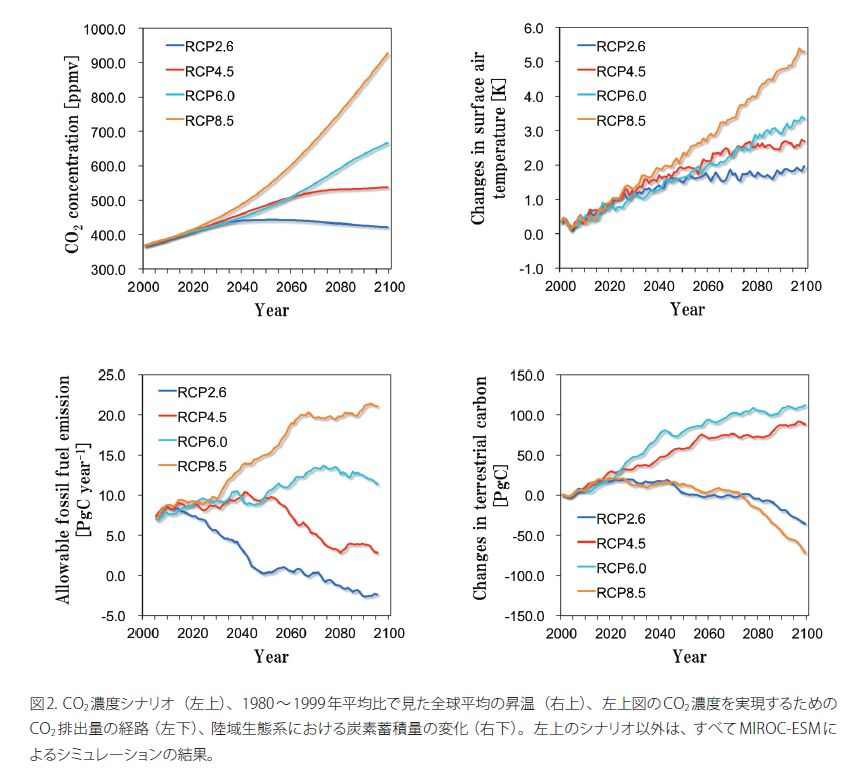 1000.0
900.0
800.0
700.0
600.0
500.0
400.0
300.0
CO2 concentration [ppmv]
RCP2.6
RCP4.5
RCP6.0
RCP8.5
2000 2020 2040 2060 2080 2100
Year
6.0
5.0
4.0
3.0
2.0
1.0
0.0
-1.0
Changes in surface air
temperature [K]
RCP2.6
RCP4.5
RCP6.0
RCP8.5
2000 2020 2040 2060 2080 2100
Year
25.0
20.0
15.0
10.0
5.0
0.0
-5.0
Allowable fossil fuel emission
[PgC year⁻¹]
RCP2.6
RCP4.5
RCP6.0
RCP8.5
2000 2020 2040 2060 2080 2100
Year
150.0
100.0
50.0
0.0
-50.0
-100.0
-150.0
Changes in terrestrial carbon
[PgC]
RCP2.6
RCP4.5
RCP6.0
RCP8.5
2000 2020 2040 2060 2080 2100
Year
図2. CO2濃度シナリオ（左上）、1980～1999年平均比で見た全球平均の昇温（右上）、左上図のCO2濃度を実現するための
CO2排出量の経路（左下）、陸域生態系における炭素蓄積量の変化（右下）。左上のシナリオ以外は、すべてMIROC-ESMに
よるシミュレーションの結果。